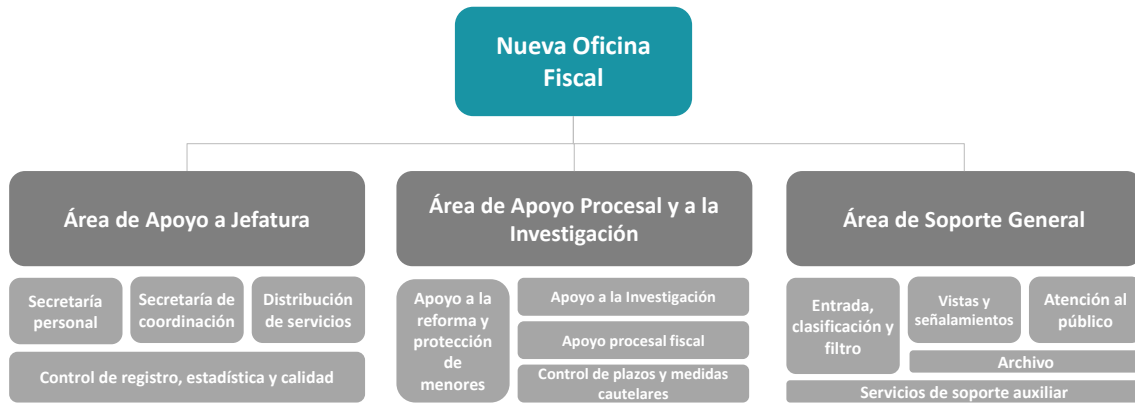 Nueva Oficina
Fiscal
Área de Apoyo a Jefatura
Área de Apoyo Procesal y a la
Investigación
Área de Soporte General
Secretaría
personal
Secretaría de
coordinación
Distribución
de servicios
Control de registro, estadística y calidad
Apoyo a la
reforma y
protección
de
menores
Apoyo a la Investigación
Apoyo procesal fiscal
Control de plazos y medidas
cautelares
Entrada,
clasificación y
filtro
Vistas y
señalamientos
Atención al
público
Archivo
Servicios de soporte auxiliar